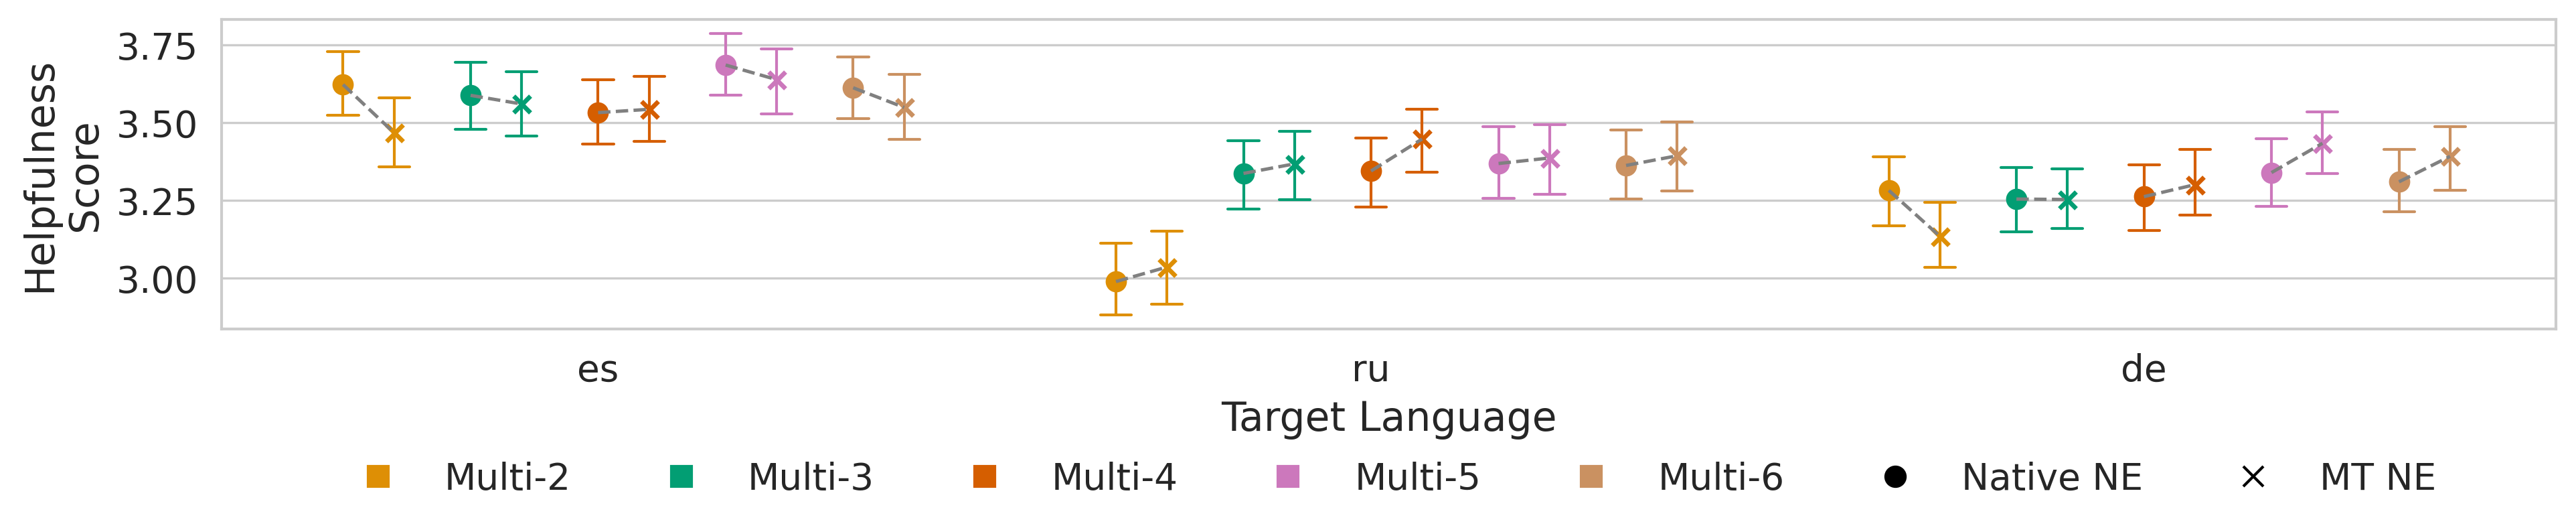 Helpfulness
Score
3.75
3.50
3.25
3.00
es ru de
Target Language
Multi-2 Multi-3 Multi-4 Multi-5 Multi-6 Native NE MT NE